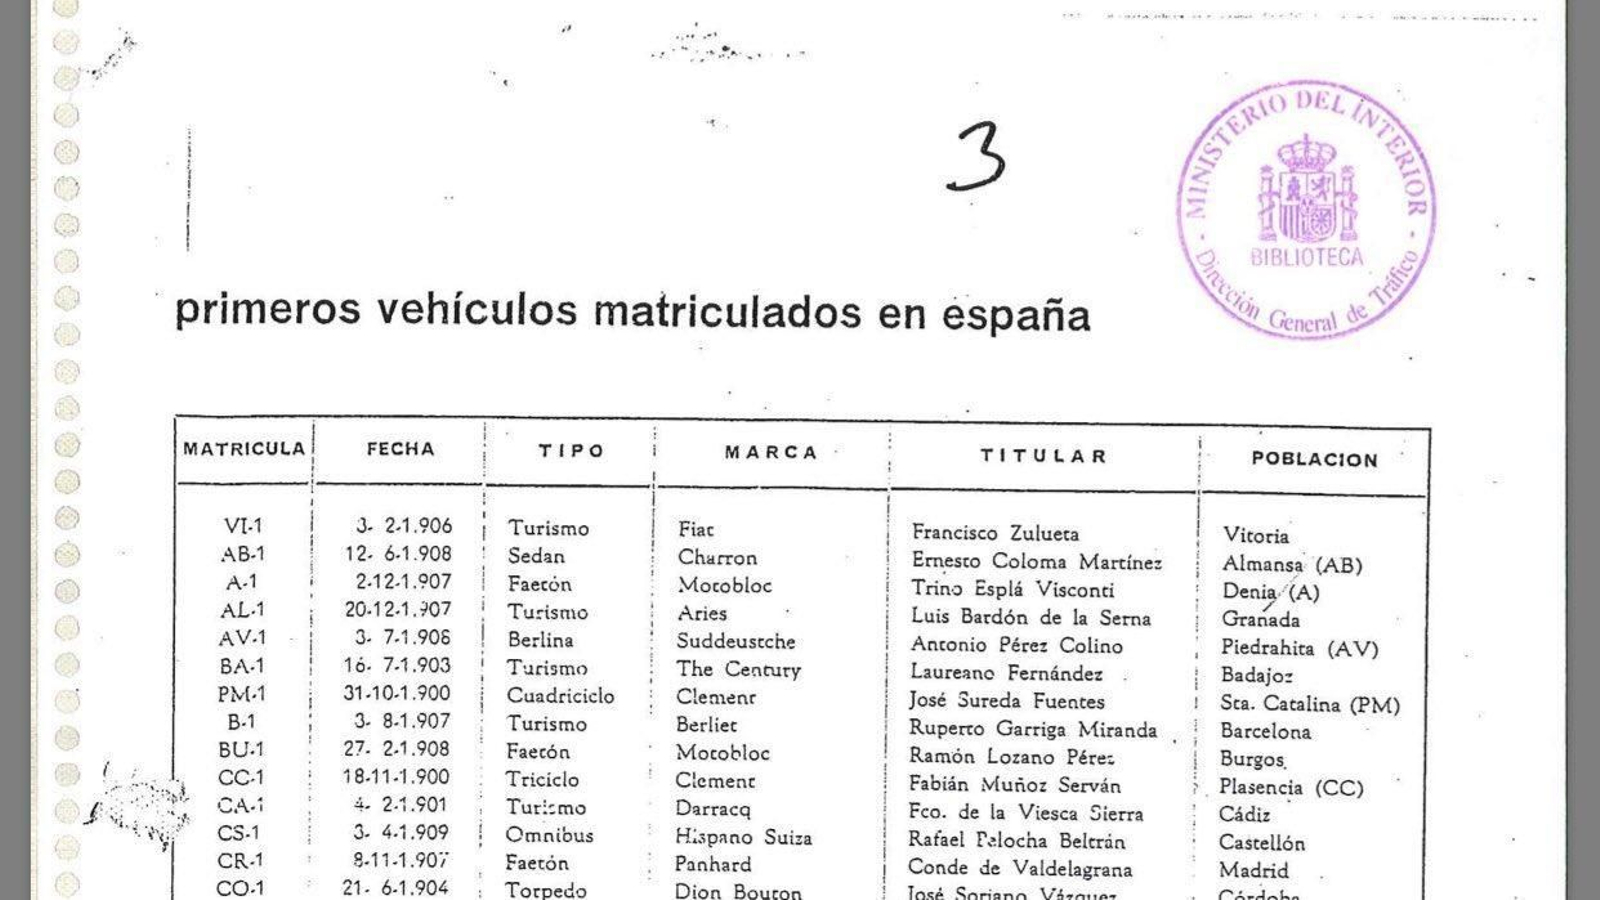 3
MINISTERIO DEL INTERIOR
BIBLIOTECA
Dirección General de Tráfico
primeros vehículos matriculados en españa
MATRICULA FECHA TIPO MARCA TITULAR POBLACION
VI-1 3- 2-1.906 Turismo Fiat Francisco Zulueta Vitoria
AB-1 12- 6-1.908 Sedan Charron Ernesto Coloma Martínez Almansa (AB)
A-1 2-12-1.907 Faetón Motobloc Trino Esplá Visconti Denia (A)
AL-1 20-12-1.907 Turismo Aries Luis Bardón de la Serna Granada
AV-1 3- 7-1.908 Berlina Suddeustche Antonio Pérez Colino Piedrahita (AV)
BA-1 16- 7-1.903 Turismo The Century Laureano Fernández Badajoz
PM-1 31-10-1.900 Cuadriciclo Clement José Sureda Fuentes Sta. Catalina (PM)
B-1 3- 8-1.907 Turismo Berliet Ruperto Garriga Miranda Barcelona
BU-1 27- 2-1.908 Faetón Motobloc Ramón Lozano Pérez Burgos
CC-1 18-11-1.900 Triciclo Clement Fabián Muñoz Serván Plasencia (CC)
CA-1 4- 2-1.901 Turismo Darracq Fco. de la Viesca Sierra Cádiz
CS-1 3- 4-1.909 Omnibus Hispano Suiza Rafael Pelocha Beltrán Castellón
CR-1 8-11-1.907 Faetón Panhard Conde de Valdelagrana Madrid
CO-1 21- 6-1.904 Torpedo Dion Bouton José Soriano Vázquez Córdoba